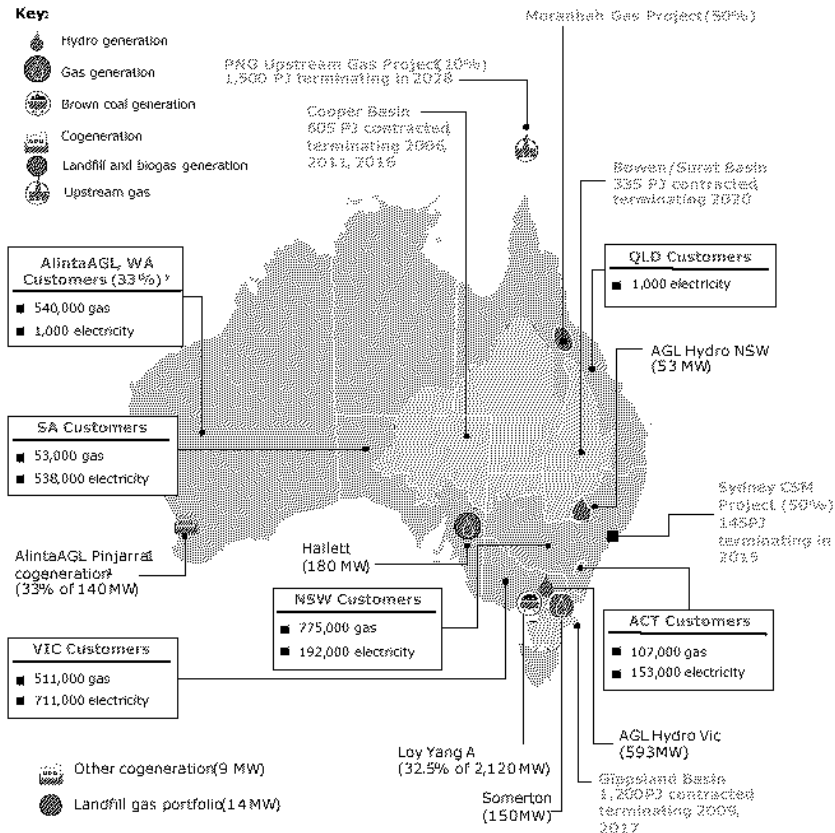 Key:
Hydro generation
Gas generation
Brown coal generation
Cogeneration
Landfill and biogas generation
Upstream gas
Moranbah Gas Project (50%)
PNG Upstream Gas Project (10%)
1,500 PJ terminating in 2028
Cooper Basin
605 PJ contracted
terminating 2006,
2011, 2016
Bowen/Surat Basin
335 PJ contracted
terminating 2020
AlintaAGL, WA
Customers (33%)
540,000 gas
1,000 electricity
QLD Customers
1,000 electricity
AGL Hydro NSW
(53 MW)
SA Customers
53,000 gas
538,000 electricity
Sydney CSM
Project (50%)
145PJ
terminating in
2015
AlintaAGL Pinjarra
cogeneration
(33% of 140MW)
Hallett
(180 MW)
NSW Customers
775,000 gas
192,000 electricity
ACT Customers
107,000 gas
153,000 electricity
VIC Customers
511,000 gas
711,000 electricity
AGL Hydro Vic
(593MW)
Loy Yang A
(32.5% of 2,120MW)
Somerton
(150MW)
Gippsland Basin
1,200PJ contracted
terminating 2009,
2017
Other cogeneration(9 MW)
Landfill gas portfolio(14MW)